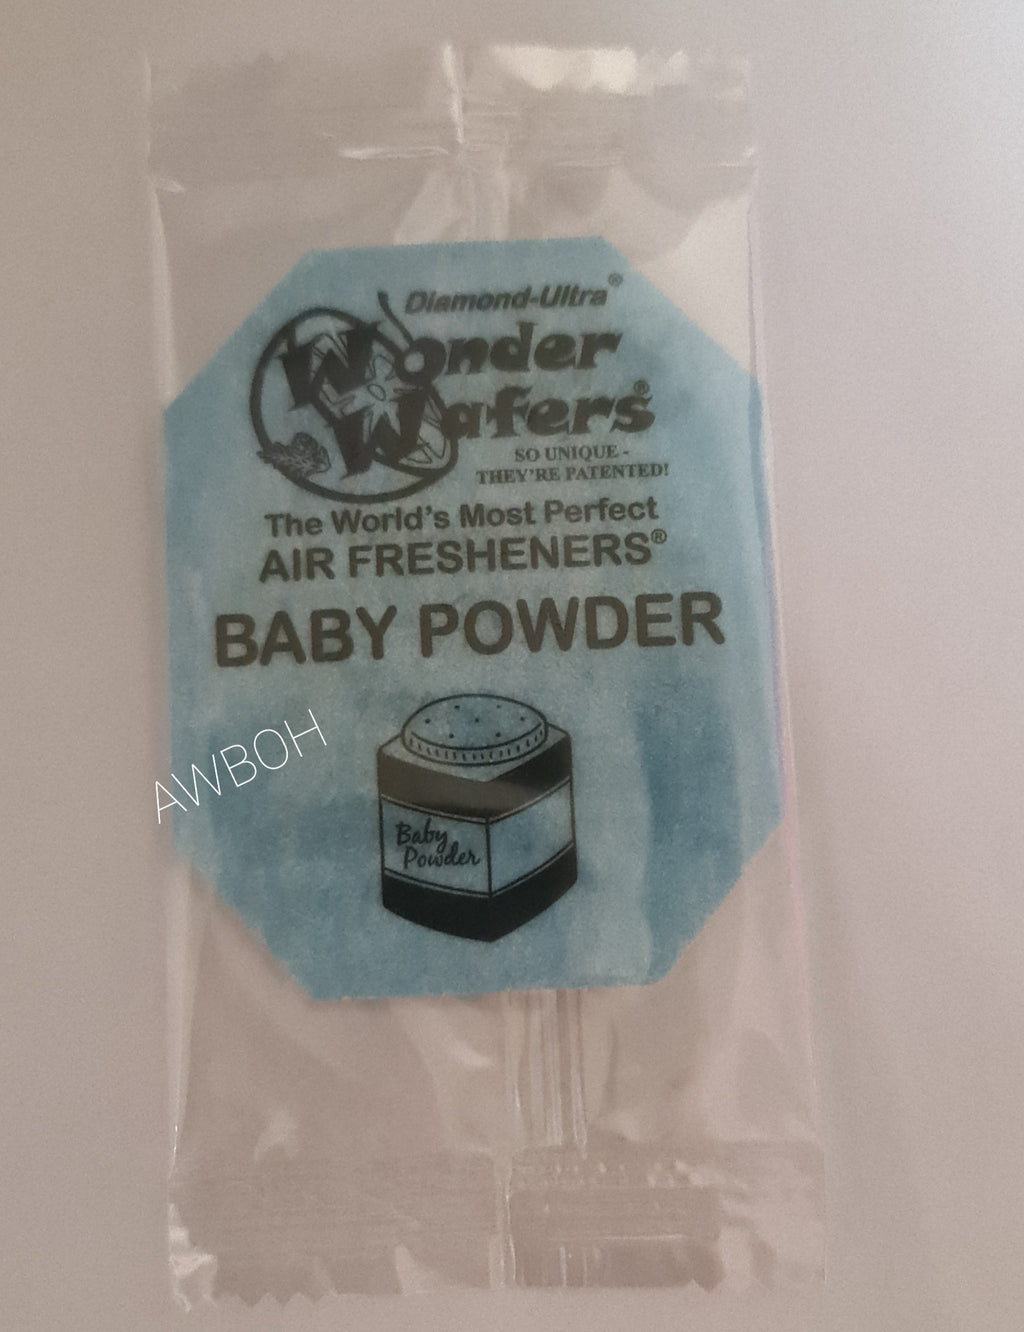 Diamond-Ultra®
Wonder
Wafers®
SO UNIQUE -
THEY'RE PATENTED!
The World's Most Perfect
AIR FRESHENERS®
BABY POWDER
AWBOH
Baby
Powder